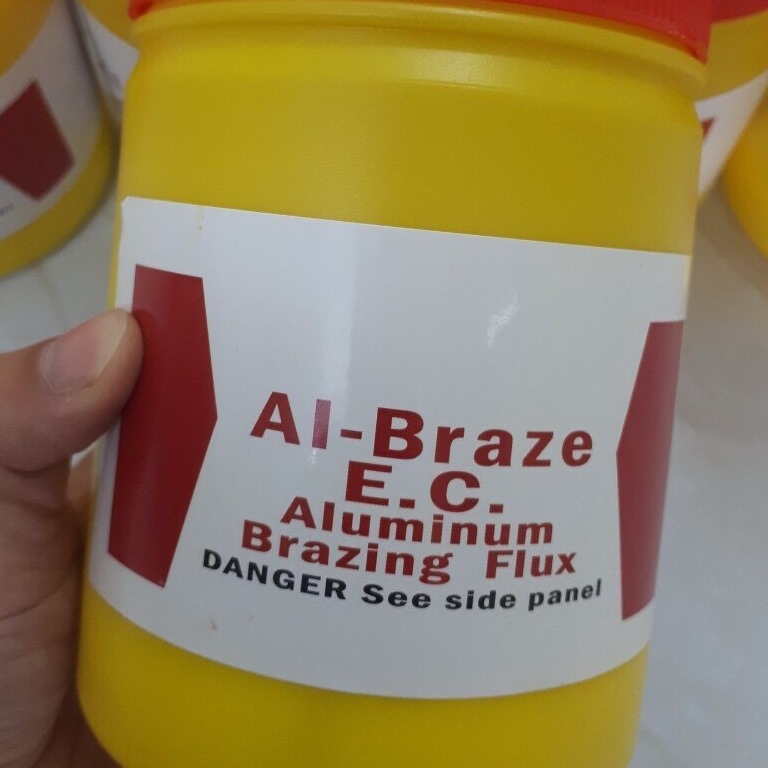 Al-Braze
E.C.
Aluminum
Brazing Flux
DANGER See side panel